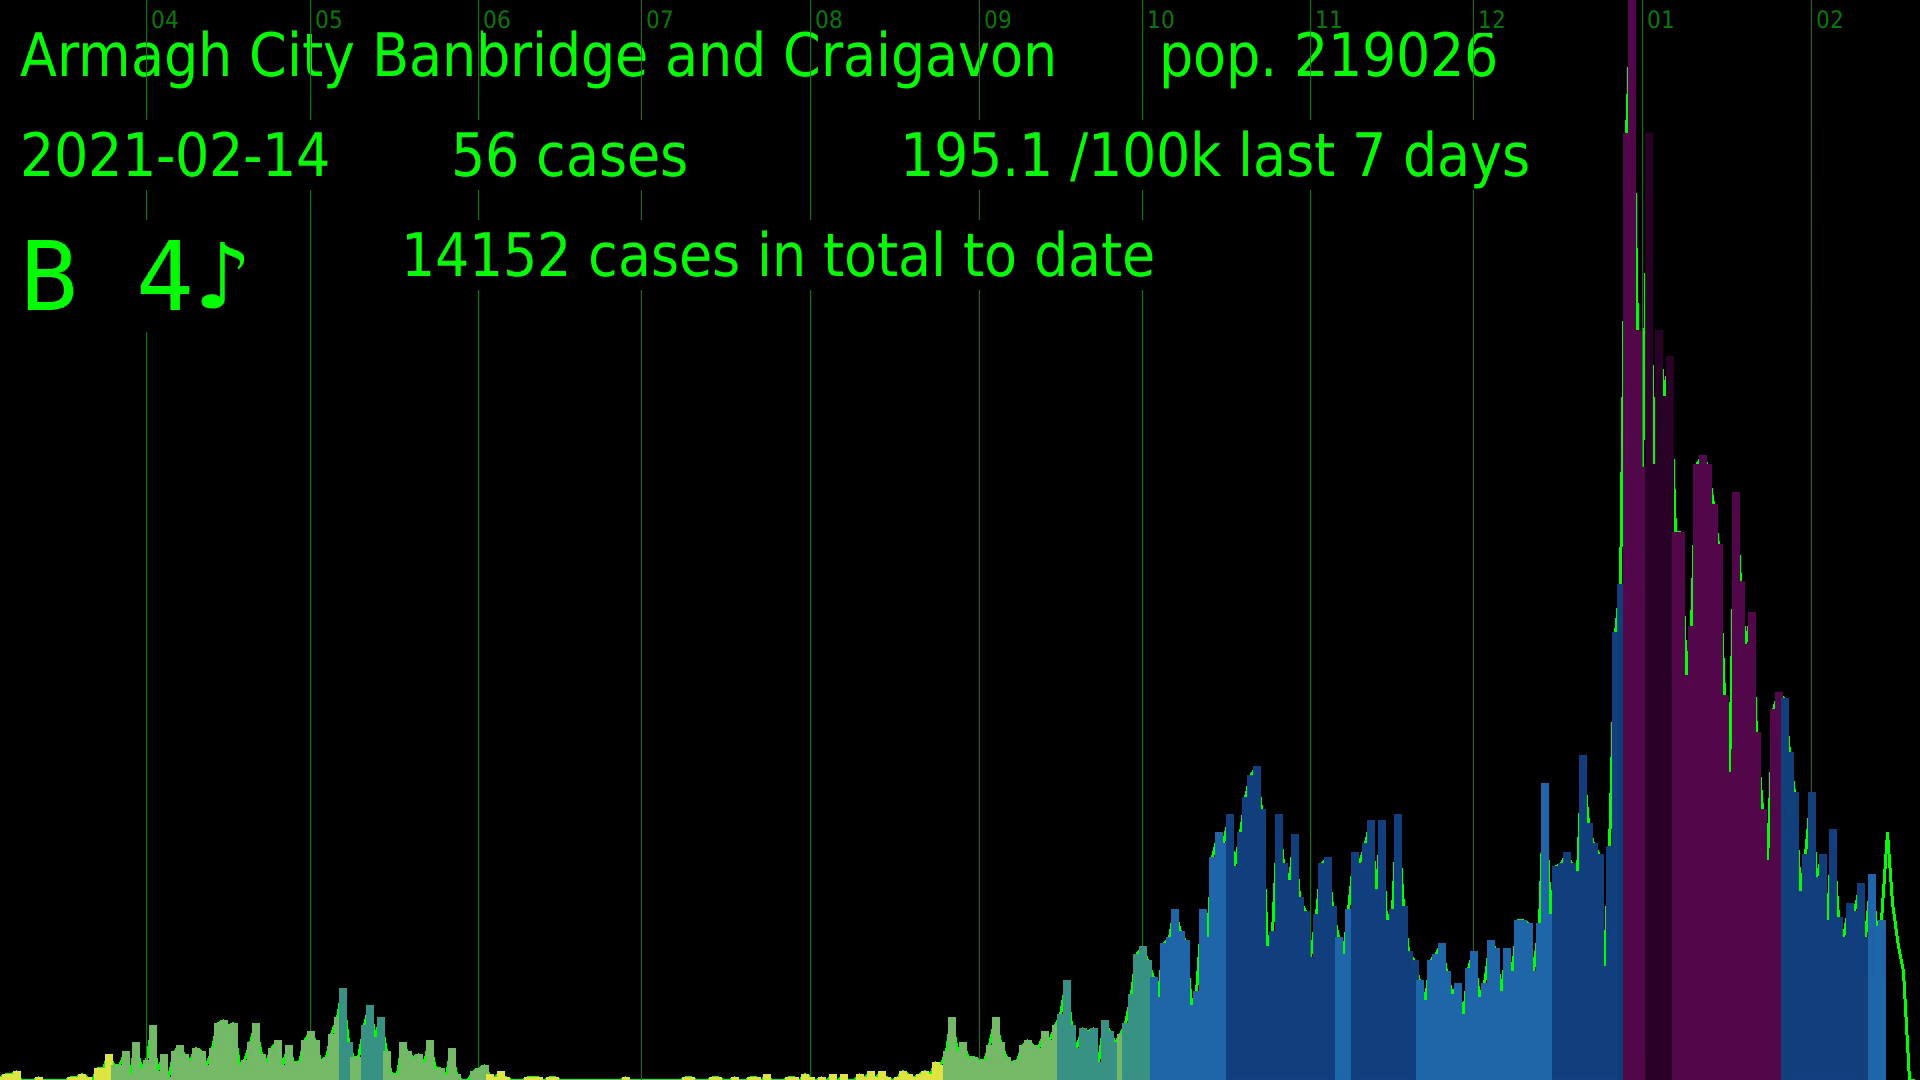 04 05 06 07 08 09 10 11 12 01 02
Armagh City Banbridge and Craigavon pop. 219026
2021-02-14 56 cases 195.1 /100k last 7 days
B 4♪ 14152 cases in total to date